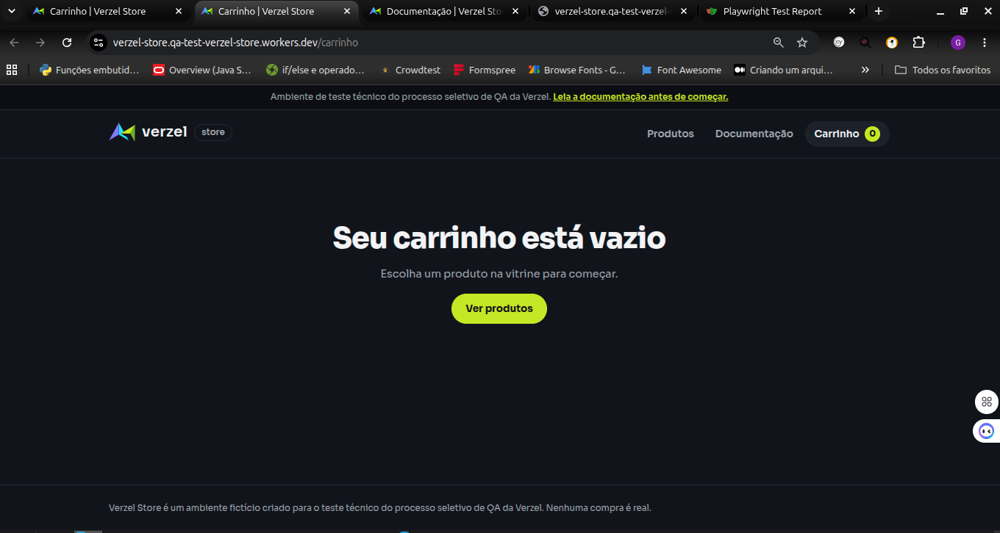 Carrinho | Verzel Store
Carrinho | Verzel Store
Documentação | Verzel Sto
verzel-store.qa-test-verzel-
Playwright Test Report
verzel-store.qa-test-verzel-store.workers.dev/carrinho
cy
G
Funções embutid...
Overview (Java S...
if/else e operado...
Crowdtest
Formspree
Browse Fonts - G...
Font Awesome
Criando um arqui...
Todos os favoritos
Ambiente de teste técnico do processo seletivo de QA da Verzel. Leia a documentação antes de começar.
verzel store
Produtos
Documentação
Carrinho 0
Seu carrinho está vazio
Escolha um produto na vitrine para começar.
Ver produtos
Verzel Store é um ambiente fictício criado para o teste técnico do processo seletivo de QA da Verzel. Nenhuma compra é real.